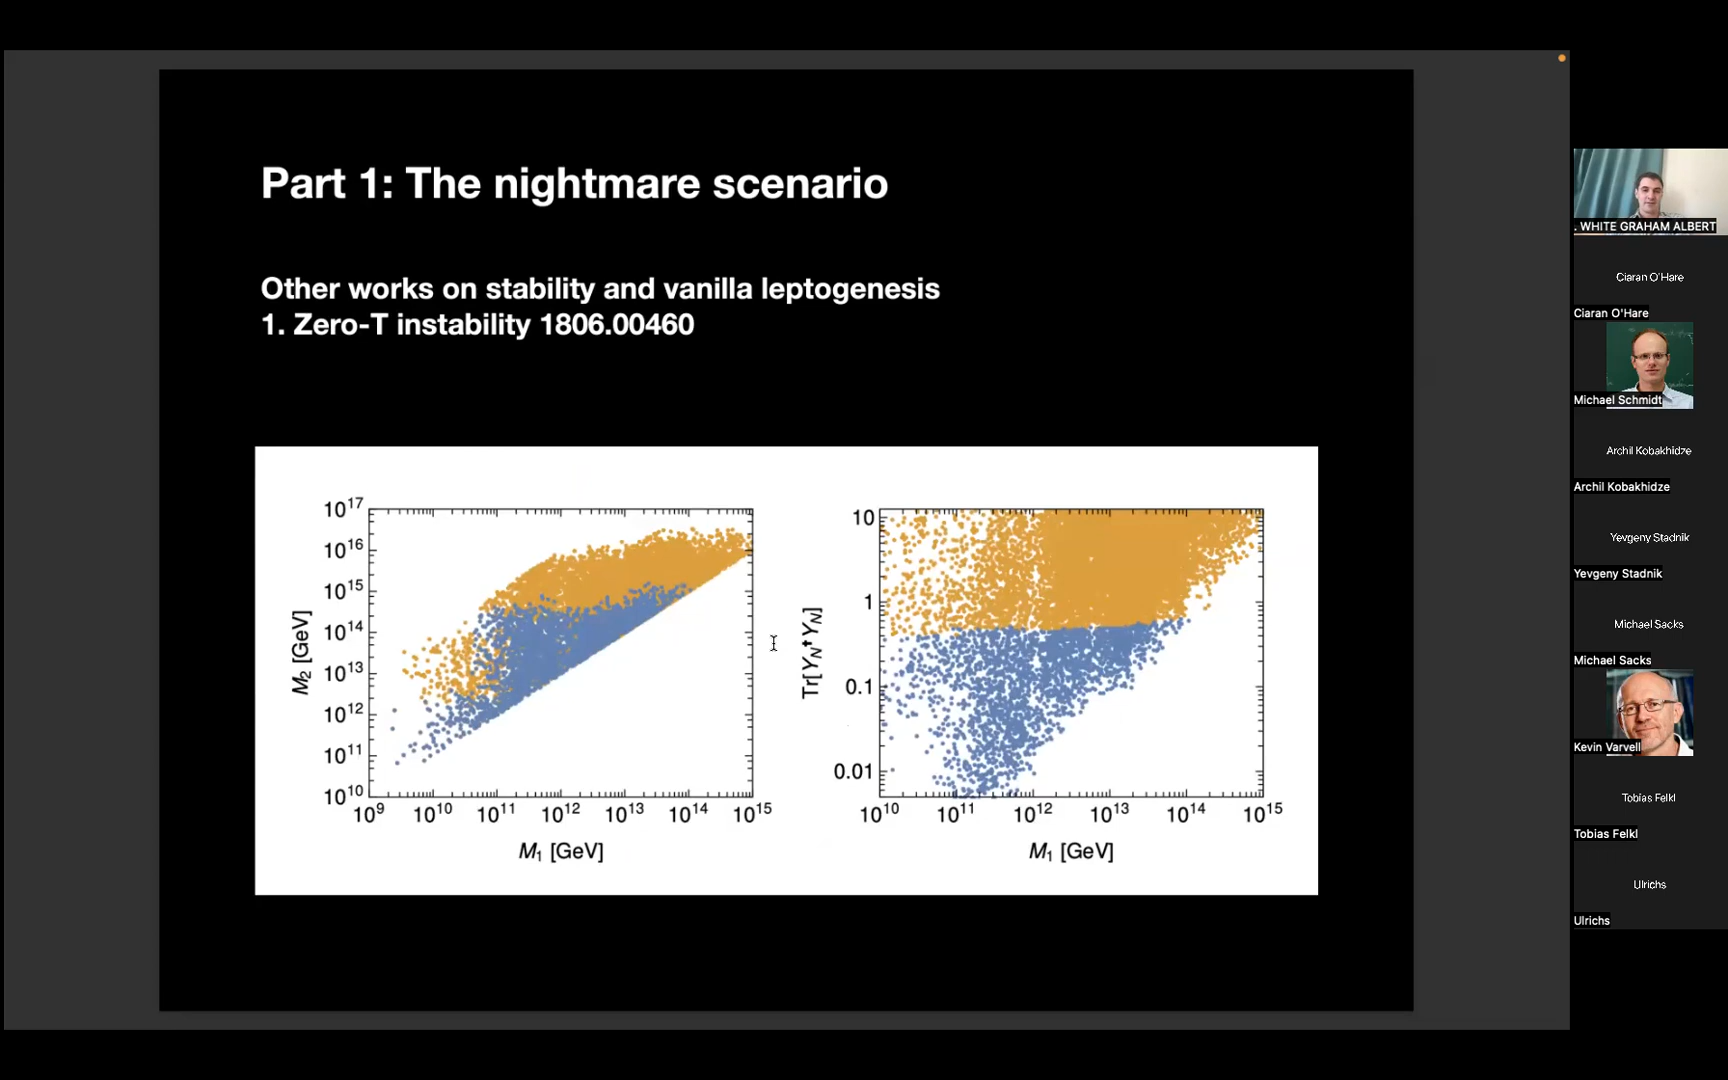 Part 1: The nightmare scenario
Other works on stability and vanilla leptogenesis
1. Zero-T instability 1806.00460
10^17
10^16
10^15
10^14
10^13
10^12
10^11
10^10
M₂ [GeV]
10^9 10^10 10^11 10^12 10^13 10^14 10^15
M₁ [GeV]
10
1
0.1
0.01
Tr[Y_N†Y_N]
10^10 10^11 10^12 10^13 10^14 10^15
M₁ [GeV]
. WHITE GRAHAM ALBERT
Ciaran O'Hare
Ciaran O'Hare
Michael Schmidt
Archil Kobakhidze
Archil Kobakhidze
Yevgeny Stadnik
Yevgeny Stadnik
Michael Sacks
Michael Sacks
Kevin Varvell
Tobias Felkl
Tobias Felkl
Ulrichs
Ulrichs